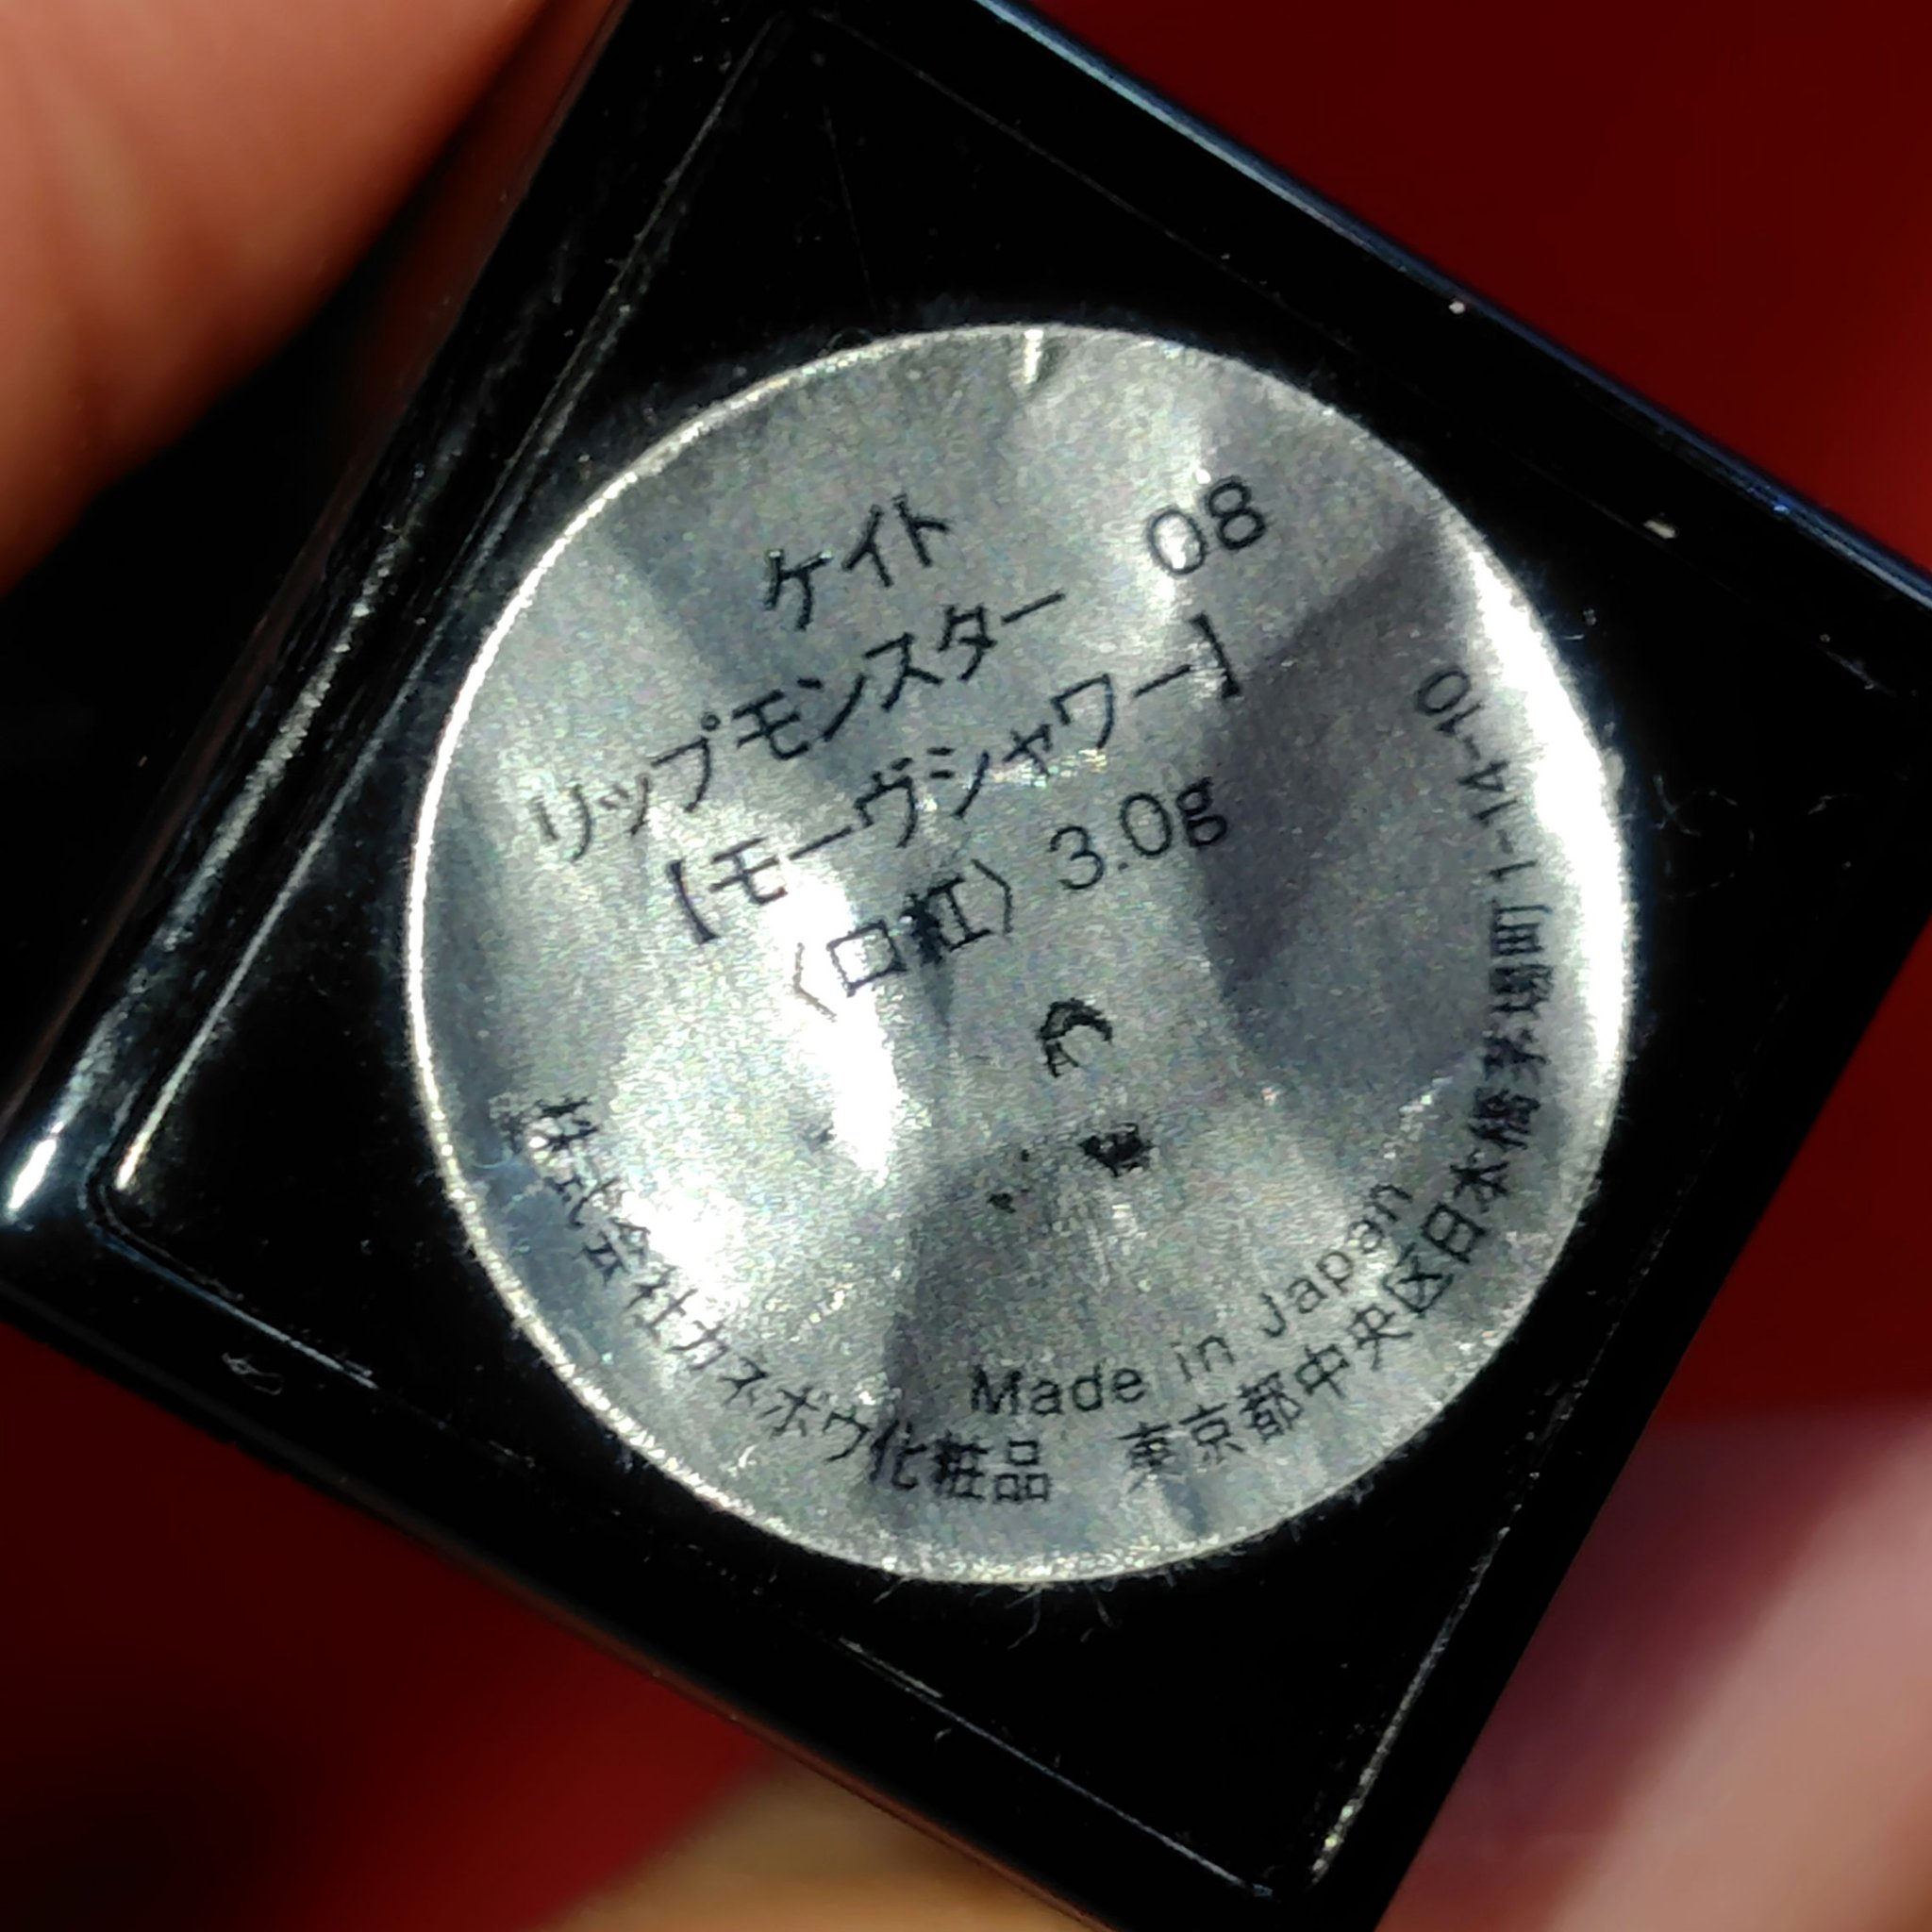 ケイト
リップモンスター 08
【モーヴシャワー】
〈口紅〉3.0g
Made in Japan
株式会社カネボウ化粧品 東京都中央区日本橋茅場町1-14-10